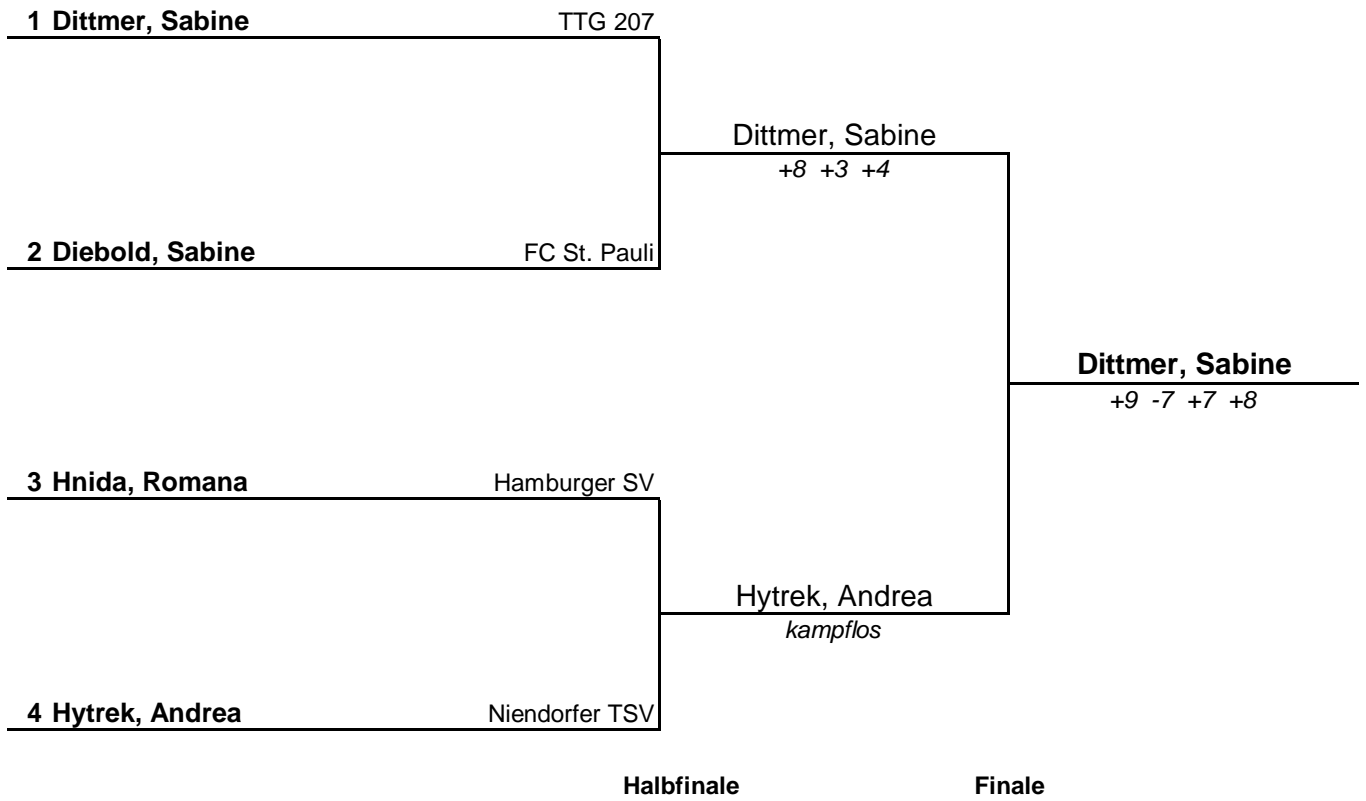 1 Dittmer, Sabine TTG 207
Dittmer, Sabine
+8 +3 +4
2 Diebold, Sabine FC St. Pauli
Dittmer, Sabine
+9 -7 +7 +8
3 Hnida, Romana Hamburger SV
Hytrek, Andrea
kampflos
4 Hytrek, Andrea Niendorfer TSV
Halbfinale Finale